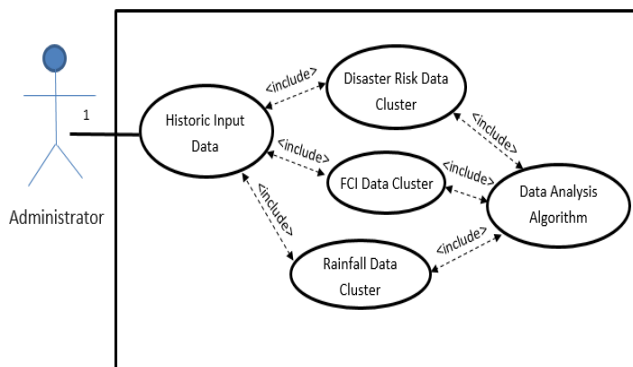 Administrator
1
Historic Input
Data
<include>
Disaster Risk Data
Cluster
<include>
<include>
FCI Data Cluster
<include>
<include>
Rainfall Data
Cluster
<include>
Data Analysis
Algorithm